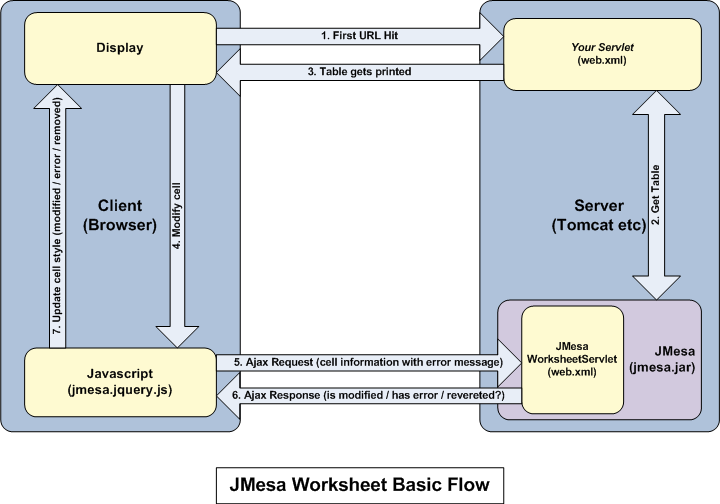 Display
1. First URL Hit
Your Servlet
(web.xml)
3. Table gets printed
Client
(Browser)
7. Update cell style (modified / error / removed)
4. Modify cell
Server
(Tomcat etc)
2. Get Table
Javascript
(jmesa.jquery.js)
5. Ajax Request (cell information with error message)
6. Ajax Response (is modified / has error / revereted?)
JMesa
WorksheetServlet
(web.xml)
JMesa
(jmesa.jar)
JMesa Worksheet Basic Flow